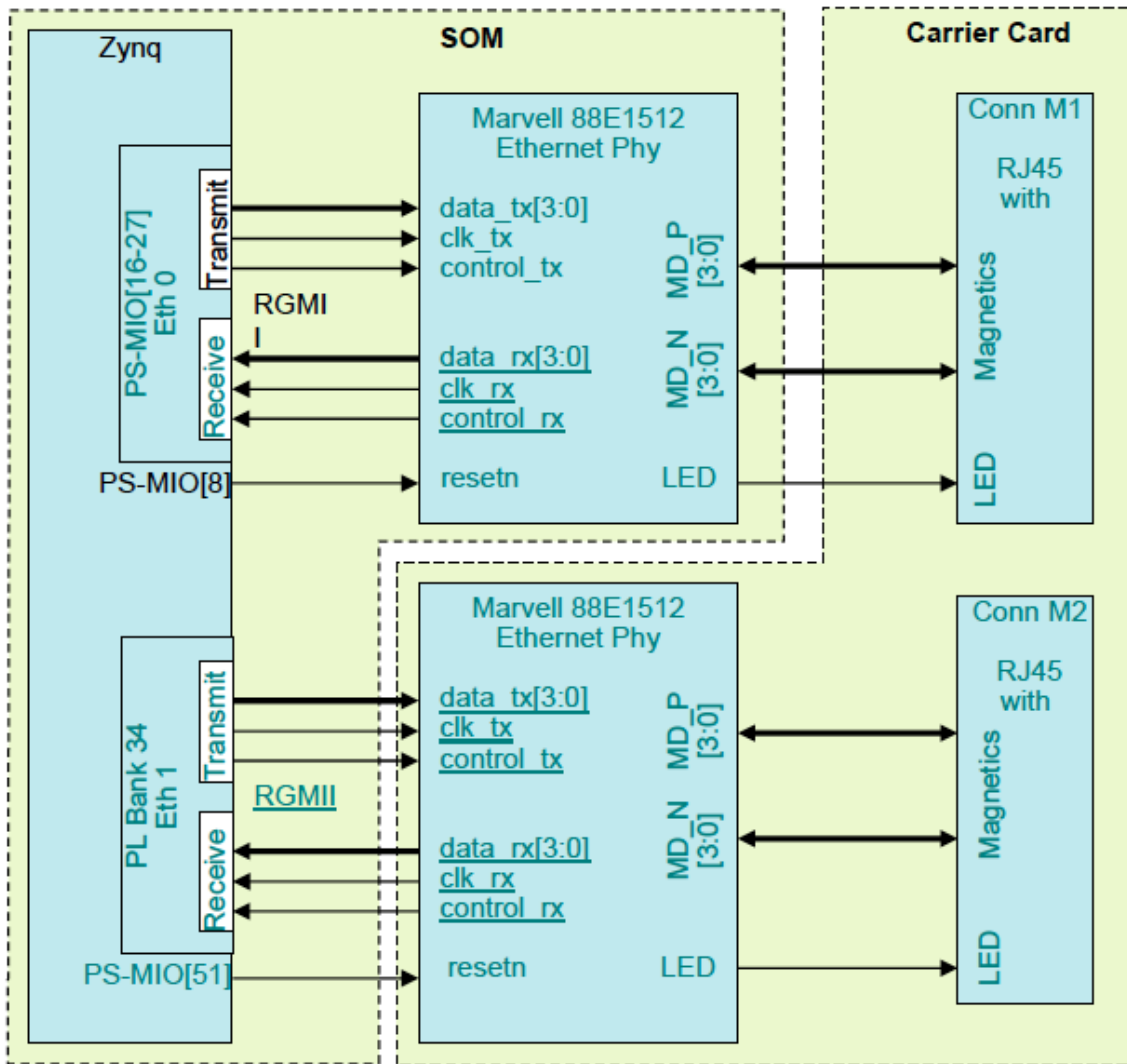 Zynq
SOM
Carrier Card
Marvell 88E1512
Ethernet Phy
Conn M1
RJ45
with
Magnetics
LED
PS-MIO[16-27]
Eth 0
Transmit
Receive
data_tx[3:0]
clk_tx
control_tx
RGMI
I
data_rx[3:0]
clk_rx
control_rx
MD_P
[3:0]
MD_N
[3:0]
PS-MIO[8]
resetn
LED
Marvell 88E1512
Ethernet Phy
Conn M2
RJ45
with
Magnetics
LED
PL Bank 34
Eth 1
Transmit
Receive
data_tx[3:0]
clk_tx
control_tx
RGMII
data_rx[3:0]
clk_rx
control_rx
MD_P
[3:0]
MD_N
[3:0]
PS-MIO[51]
resetn
LED